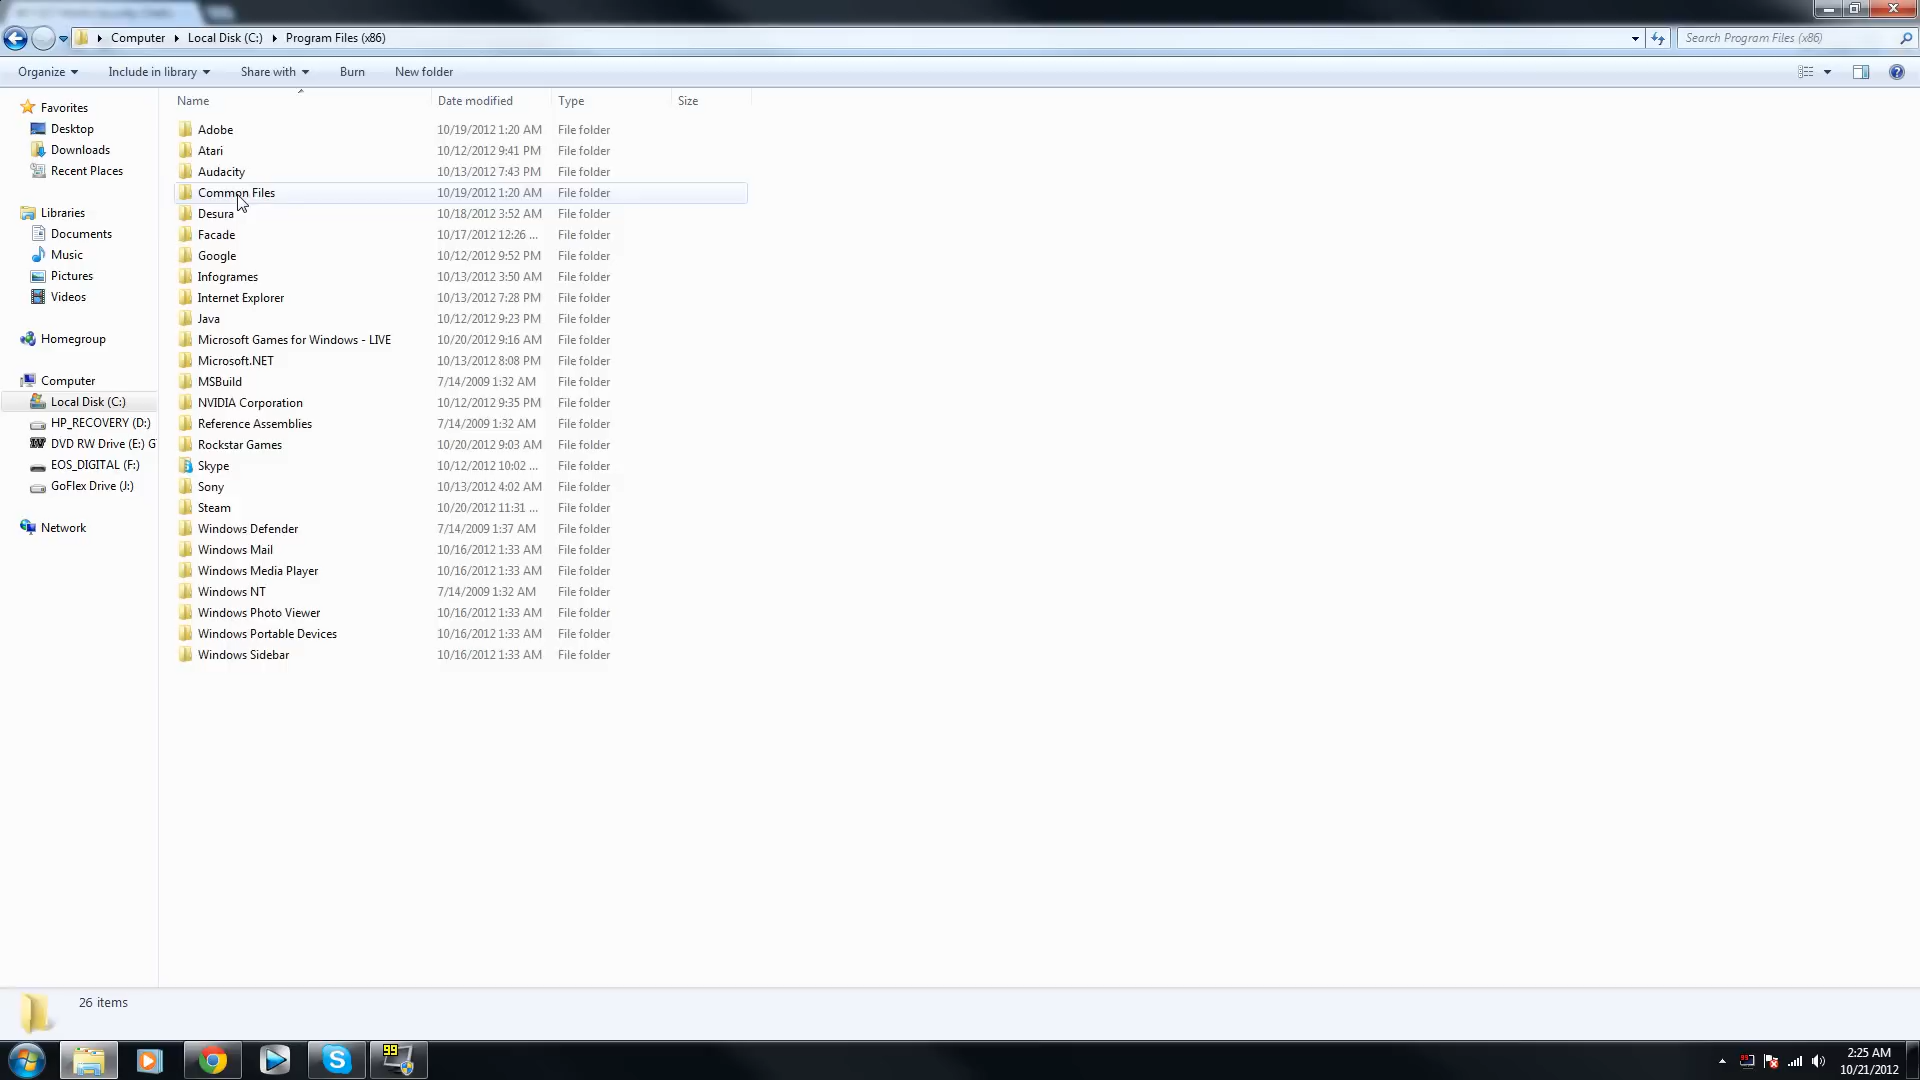 Computer Local Disk (C:) Program Files (x86) Search Program Files (x86)
Organize Include in library Share with Burn New folder
Name Date modified Type Size
Favorites
Desktop
Downloads
Recent Places
Libraries
Documents
Music
Pictures
Videos
Homegroup
Computer
Local Disk (C:)
HP_RECOVERY (D:)
DVD RW Drive (E:) G
EOS_DIGITAL (F:)
GoFlex Drive (J:)
Network
Adobe 10/19/2012 1:20 AM File folder
Atari 10/12/2012 9:41 PM File folder
Audacity 10/13/2012 7:43 PM File folder
Common Files 10/19/2012 1:20 AM File folder
Desura 10/18/2012 3:52 AM File folder
Facade 10/17/2012 12:26 ... File folder
Google 10/12/2012 9:52 PM File folder
Infogrames 10/13/2012 3:50 AM File folder
Internet Explorer 10/13/2012 7:28 PM File folder
Java 10/12/2012 9:23 PM File folder
Microsoft Games for Windows - LIVE 10/20/2012 9:16 AM File folder
Microsoft.NET 10/13/2012 8:08 PM File folder
MSBuild 7/14/2009 1:32 AM File folder
NVIDIA Corporation 10/12/2012 9:35 PM File folder
Reference Assemblies 7/14/2009 1:32 AM File folder
Rockstar Games 10/20/2012 9:03 AM File folder
Skype 10/12/2012 10:02 ... File folder
Sony 10/13/2012 4:02 AM File folder
Steam 10/20/2012 11:31 ... File folder
Windows Defender 7/14/2009 1:37 AM File folder
Windows Mail 10/16/2012 1:33 AM File folder
Windows Media Player 10/16/2012 1:33 AM File folder
Windows NT 7/14/2009 1:32 AM File folder
Windows Photo Viewer 10/16/2012 1:33 AM File folder
Windows Portable Devices 10/16/2012 1:33 AM File folder
Windows Sidebar 10/16/2012 1:33 AM File folder
26 items
99
2:25 AM
10/21/2012